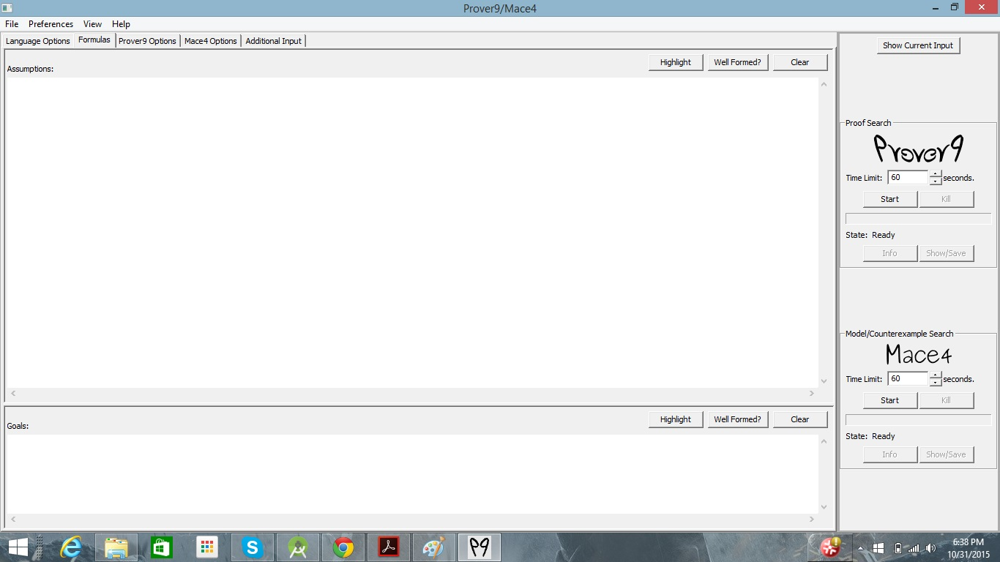 Prover9/Mace4
File Preferences View Help
Language Options Formulas Prover9 Options Mace4 Options Additional Input
Show Current Input
Assumptions:
Highlight Well Formed? Clear
Proof Search
Prover9
Time Limit: 60 seconds.
Start Kill
State: Ready
Info Show/Save
Model/Counterexample Search
Mace4
Time Limit: 60 seconds.
Start Kill
State: Ready
Info Show/Save
Goals:
Highlight Well Formed? Clear
P9
6:38 PM
10/31/2015